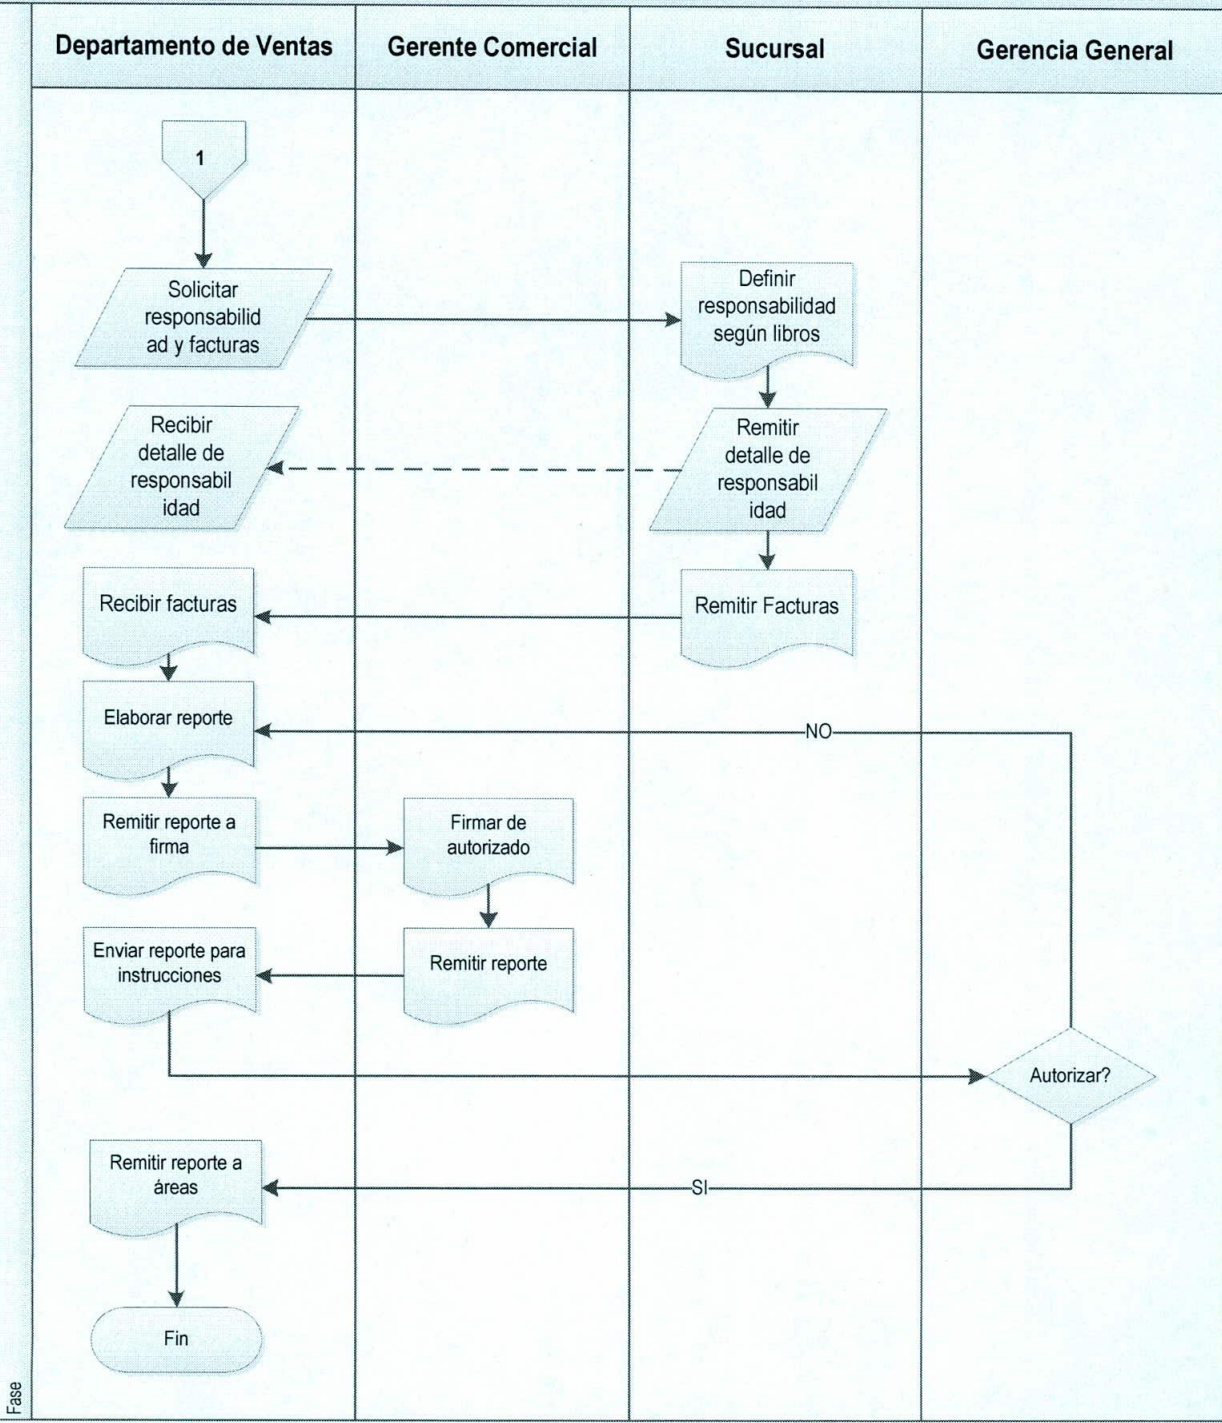 Departamento de Ventas
Gerente Comercial
Sucursal
Gerencia General
1
Solicitar
responsabilid
ad y facturas
Definir
responsabilidad
según libros
Recibir
detalle de
responsabil
idad
Remitir
detalle de
responsabil
idad
Recibir facturas
Remitir Facturas
Elaborar reporte
NO
Remitir reporte a
firma
Firmar de
autorizado
Enviar reporte para
instrucciones
Remitir reporte
Autorizar?
Remitir reporte a
áreas
SI
Fin
Fase